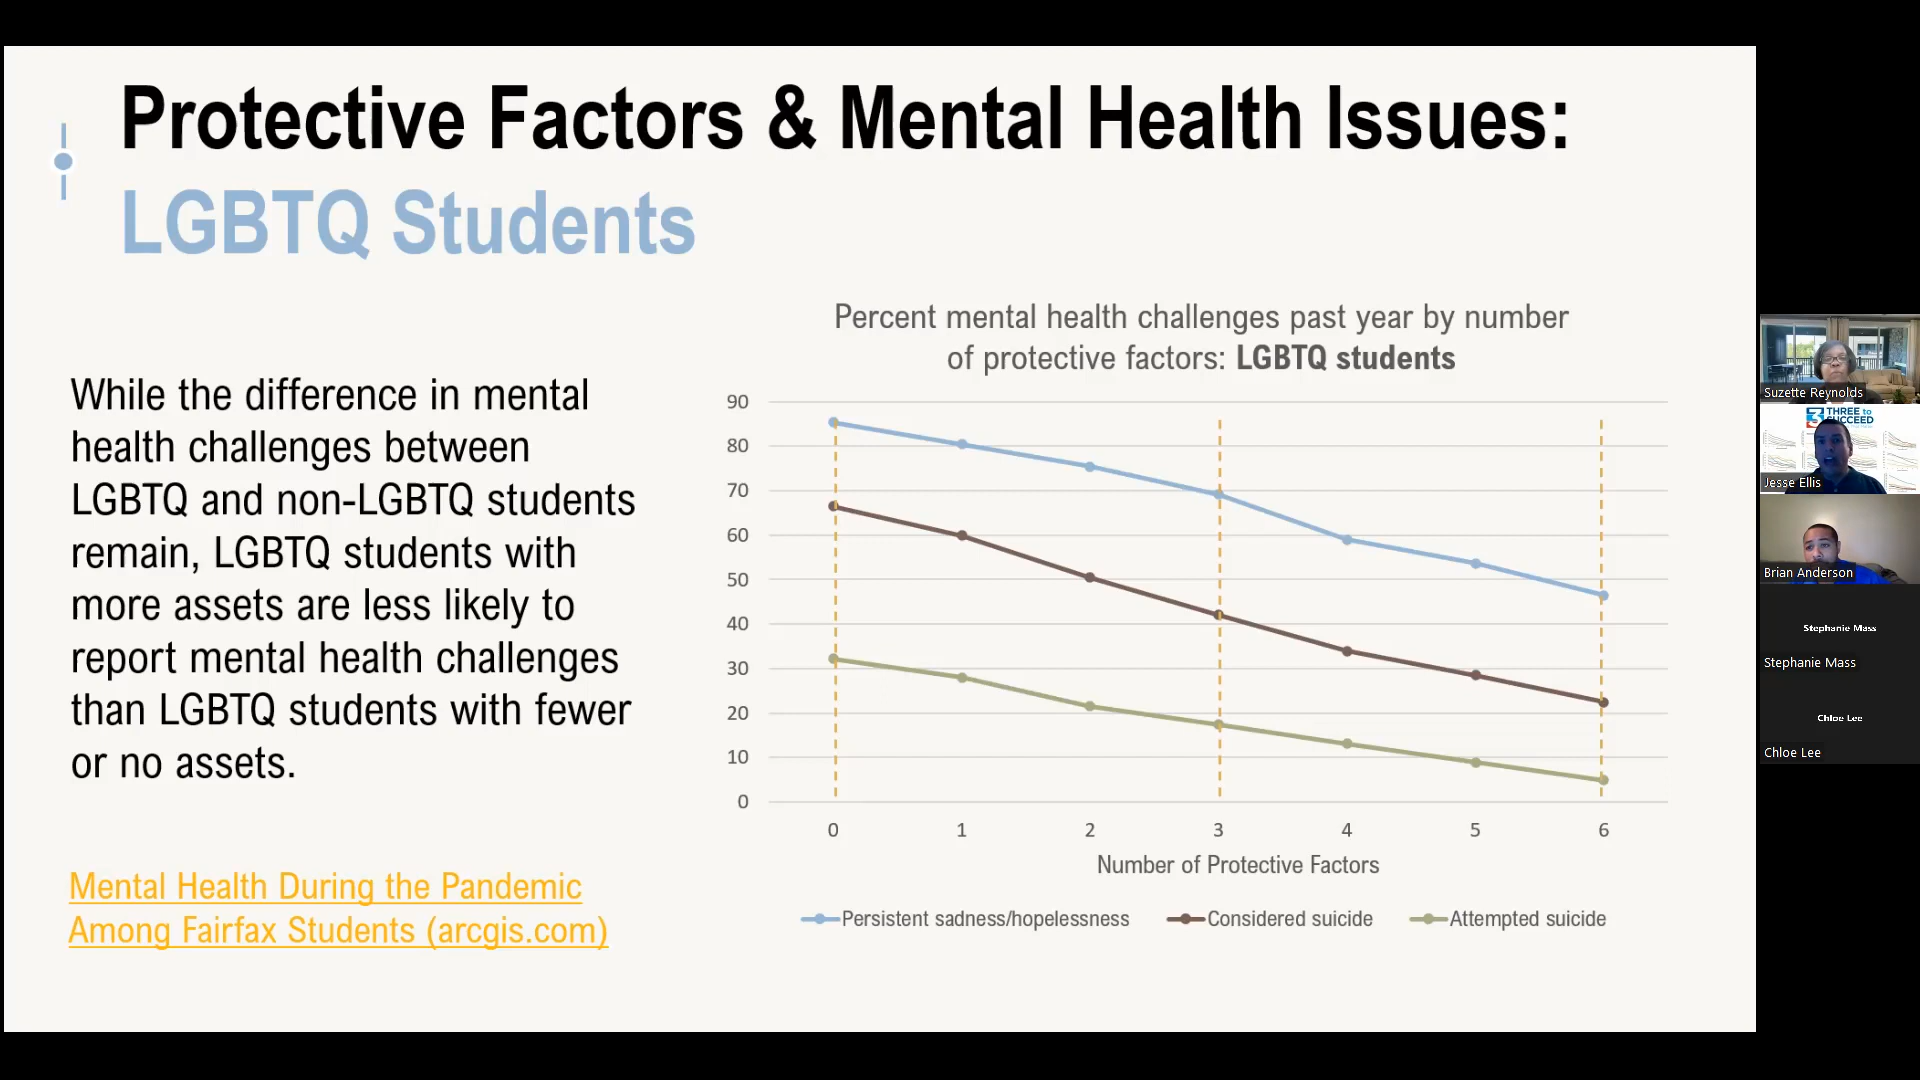 Protective Factors & Mental Health Issues:
LGBTQ Students
While the difference in mental
health challenges between
LGBTQ and non-LGBTQ students
remain, LGBTQ students with
more assets are less likely to
report mental health challenges
than LGBTQ students with fewer
or no assets.
Mental Health During the Pandemic
Among Fairfax Students (arcgis.com)
Percent mental health challenges past year by number
of protective factors: LGBTQ students
90
80
70
60
50
40
30
20
10
0
0 1 2 3 4 5 6
Number of Protective Factors
Persistent sadness/hopelessness Considered suicide Attempted suicide
Suzette Reynolds
3 THREE to
SUCCEED
Jesse Ellis
Brian Anderson
Stephanie Mass
Stephanie Mass
Chloe Lee
Chloe Lee